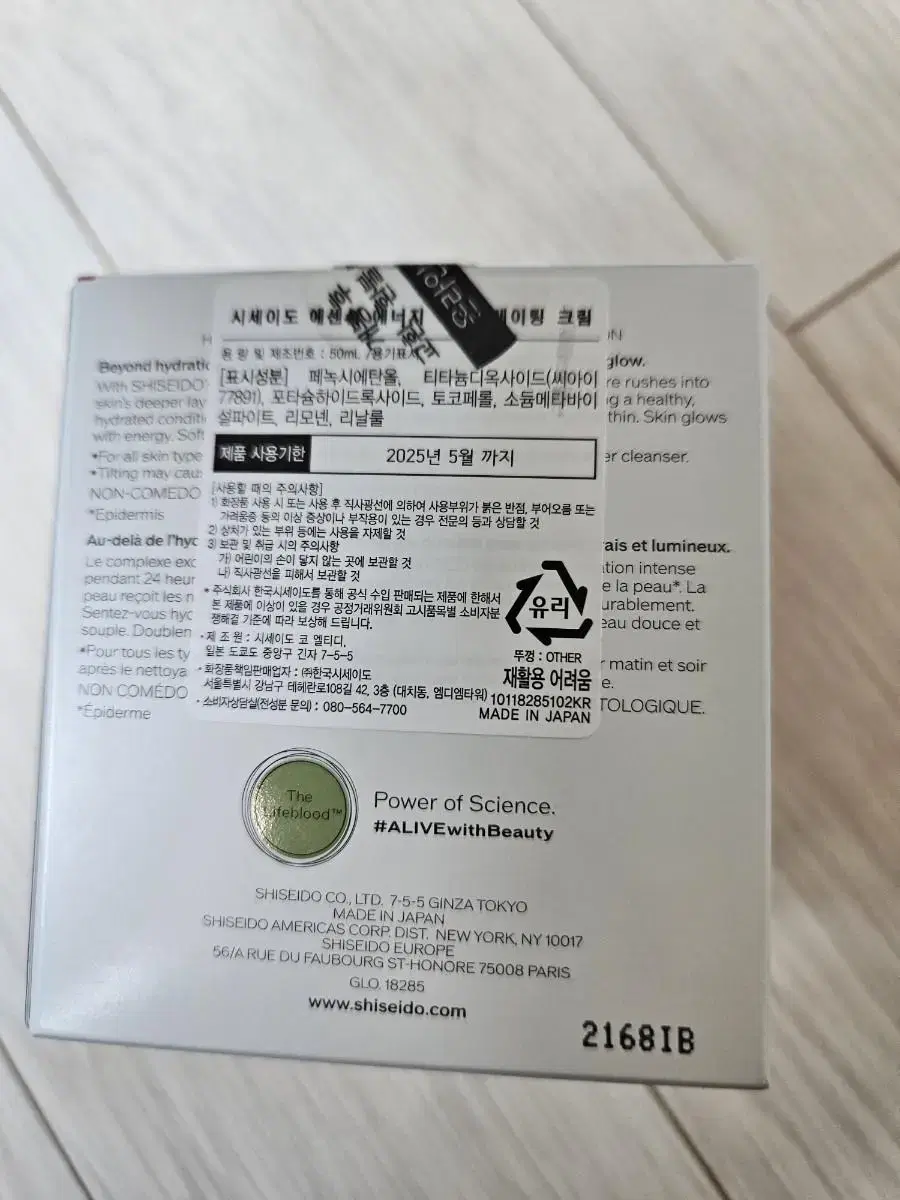 시세이도 에센셜 에너지
에이링 크림
용량 및 제조번호 : 50mL, 용기표시
[표시성분] 페녹시에탄올, 티타늄디옥사이드(씨아이
77891), 포타슘하이드록사이드, 토코페롤, 소듐메타바이
설파이트, 리모넨, 리날룰
제품 사용기한 2025년 5월 까지
[사용할 때의 주의사항]
1) 화장품 사용 시 또는 사용 후 직사광선에 의하여 사용부위가 붉은 반점, 부어오름 또는
가려움증 등의 이상 증상이나 부작용이 있는 경우 전문의 등과 상담할 것
2) 상처가 있는 부위 등에는 사용을 자제할 것
3) 보관 및 취급 시의 주의사항
가) 어린이의 손이 닿지 않는 곳에 보관할 것
나) 직사광선을 피해서 보관할 것
* 주식회사 한국시세이도를 통해 공식 수입 판매되는 제품에 한해서
본 제품에 이상이 있을 경우 공정거래위원회 고시품목별 소비자분
쟁해결 기준에 따라 보상해 드립니다.
• 제 조 원 : 시세이도 코 엘티디.
일본 도쿄도 중앙구 긴자 7-5-5
• 화장품책임판매업자 : ㈜한국시세이도
서울특별시 강남구 테헤란로108길 42, 3층 (대치동, 엠디엠타워)
• 소비자상담실(전성분 문의) : 080-564-7700
유리
뚜껑 : OTHER
재활용 어려움
10118285102KR
MADE IN JAPAN
Beyond hydratio
With SHISEIDO
skin's deeper lay
hydrated conditi
with energy. Soft
*For all skin type
*Tilting may cau
NON-COMEDO
*Epidermis
glow.
re rushes into
g a healthy,
thin. Skin glows
er cleanser.
Au-delà de l'hyc
Le complexe exc
pendant 24 heur
peau reçoit les n
Sentez-vous hyc
souple. Doublen
*Pour tous les ty
après le nettoya
NON COMÉDO
*Épiderme
rais et lumineux.
ation intense
e la peau*. La
urablement.
eau douce et
r matin et soir
e.
TOLOGIQUE.
The
Lifeblood™
Power of Science.
#ALIVEwithBeauty
SHISEIDO CO., LTD. 7-5-5 GINZA TOKYO
MADE IN JAPAN
SHISEIDO AMERICAS CORP. DIST. NEW YORK, NY 10017
SHISEIDO EUROPE
56/A RUE DU FAUBOURG ST-HONORE 75008 PARIS
GLO. 18285
www.shiseido.com
2168IB